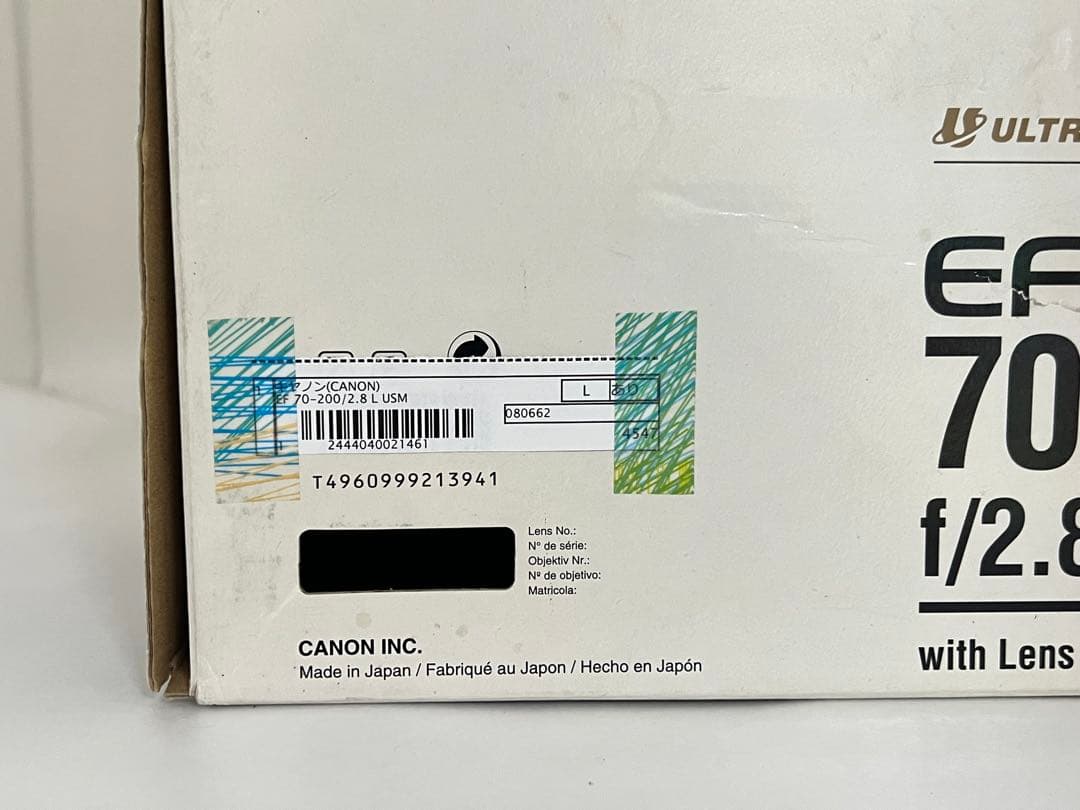 ULTR
EF
70
f/2.8
with Lens
キヤノン(CANON)
EF 70-200/2.8 L USM
L
あり
080662
4547
2444040021461
T4960999213941
Lens No.:
N° de série:
Objektiv Nr.:
Nº de objetivo:
Matricola:
CANON INC.
Made in Japan / Fabriqué au Japon / Hecho en Japón